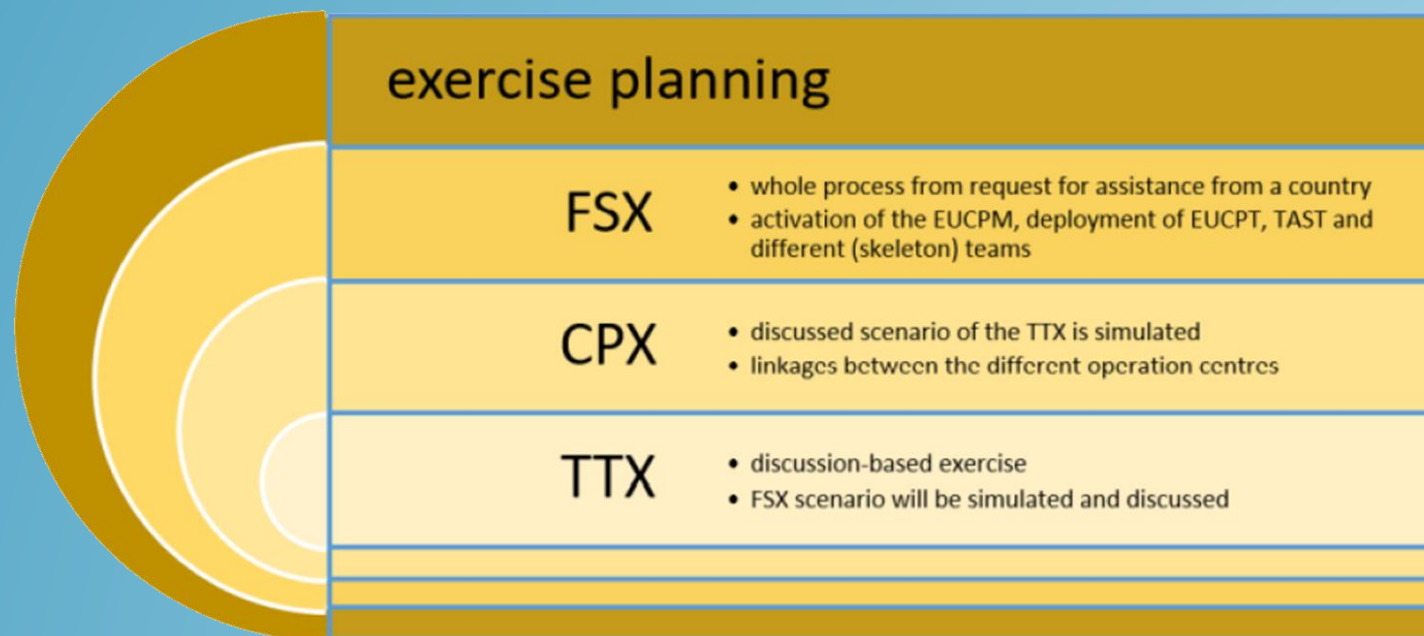 exercise planning
FSX
• whole process from request for assistance from a country
• activation of the EUCPM, deployment of EUCPT, TAST and
different (skeleton) teams
CPX
• discussed scenario of the TTX is simulated
• linkages between the different operation centres
TTX
• discussion-based exercise
• FSX scenario will be simulated and discussed